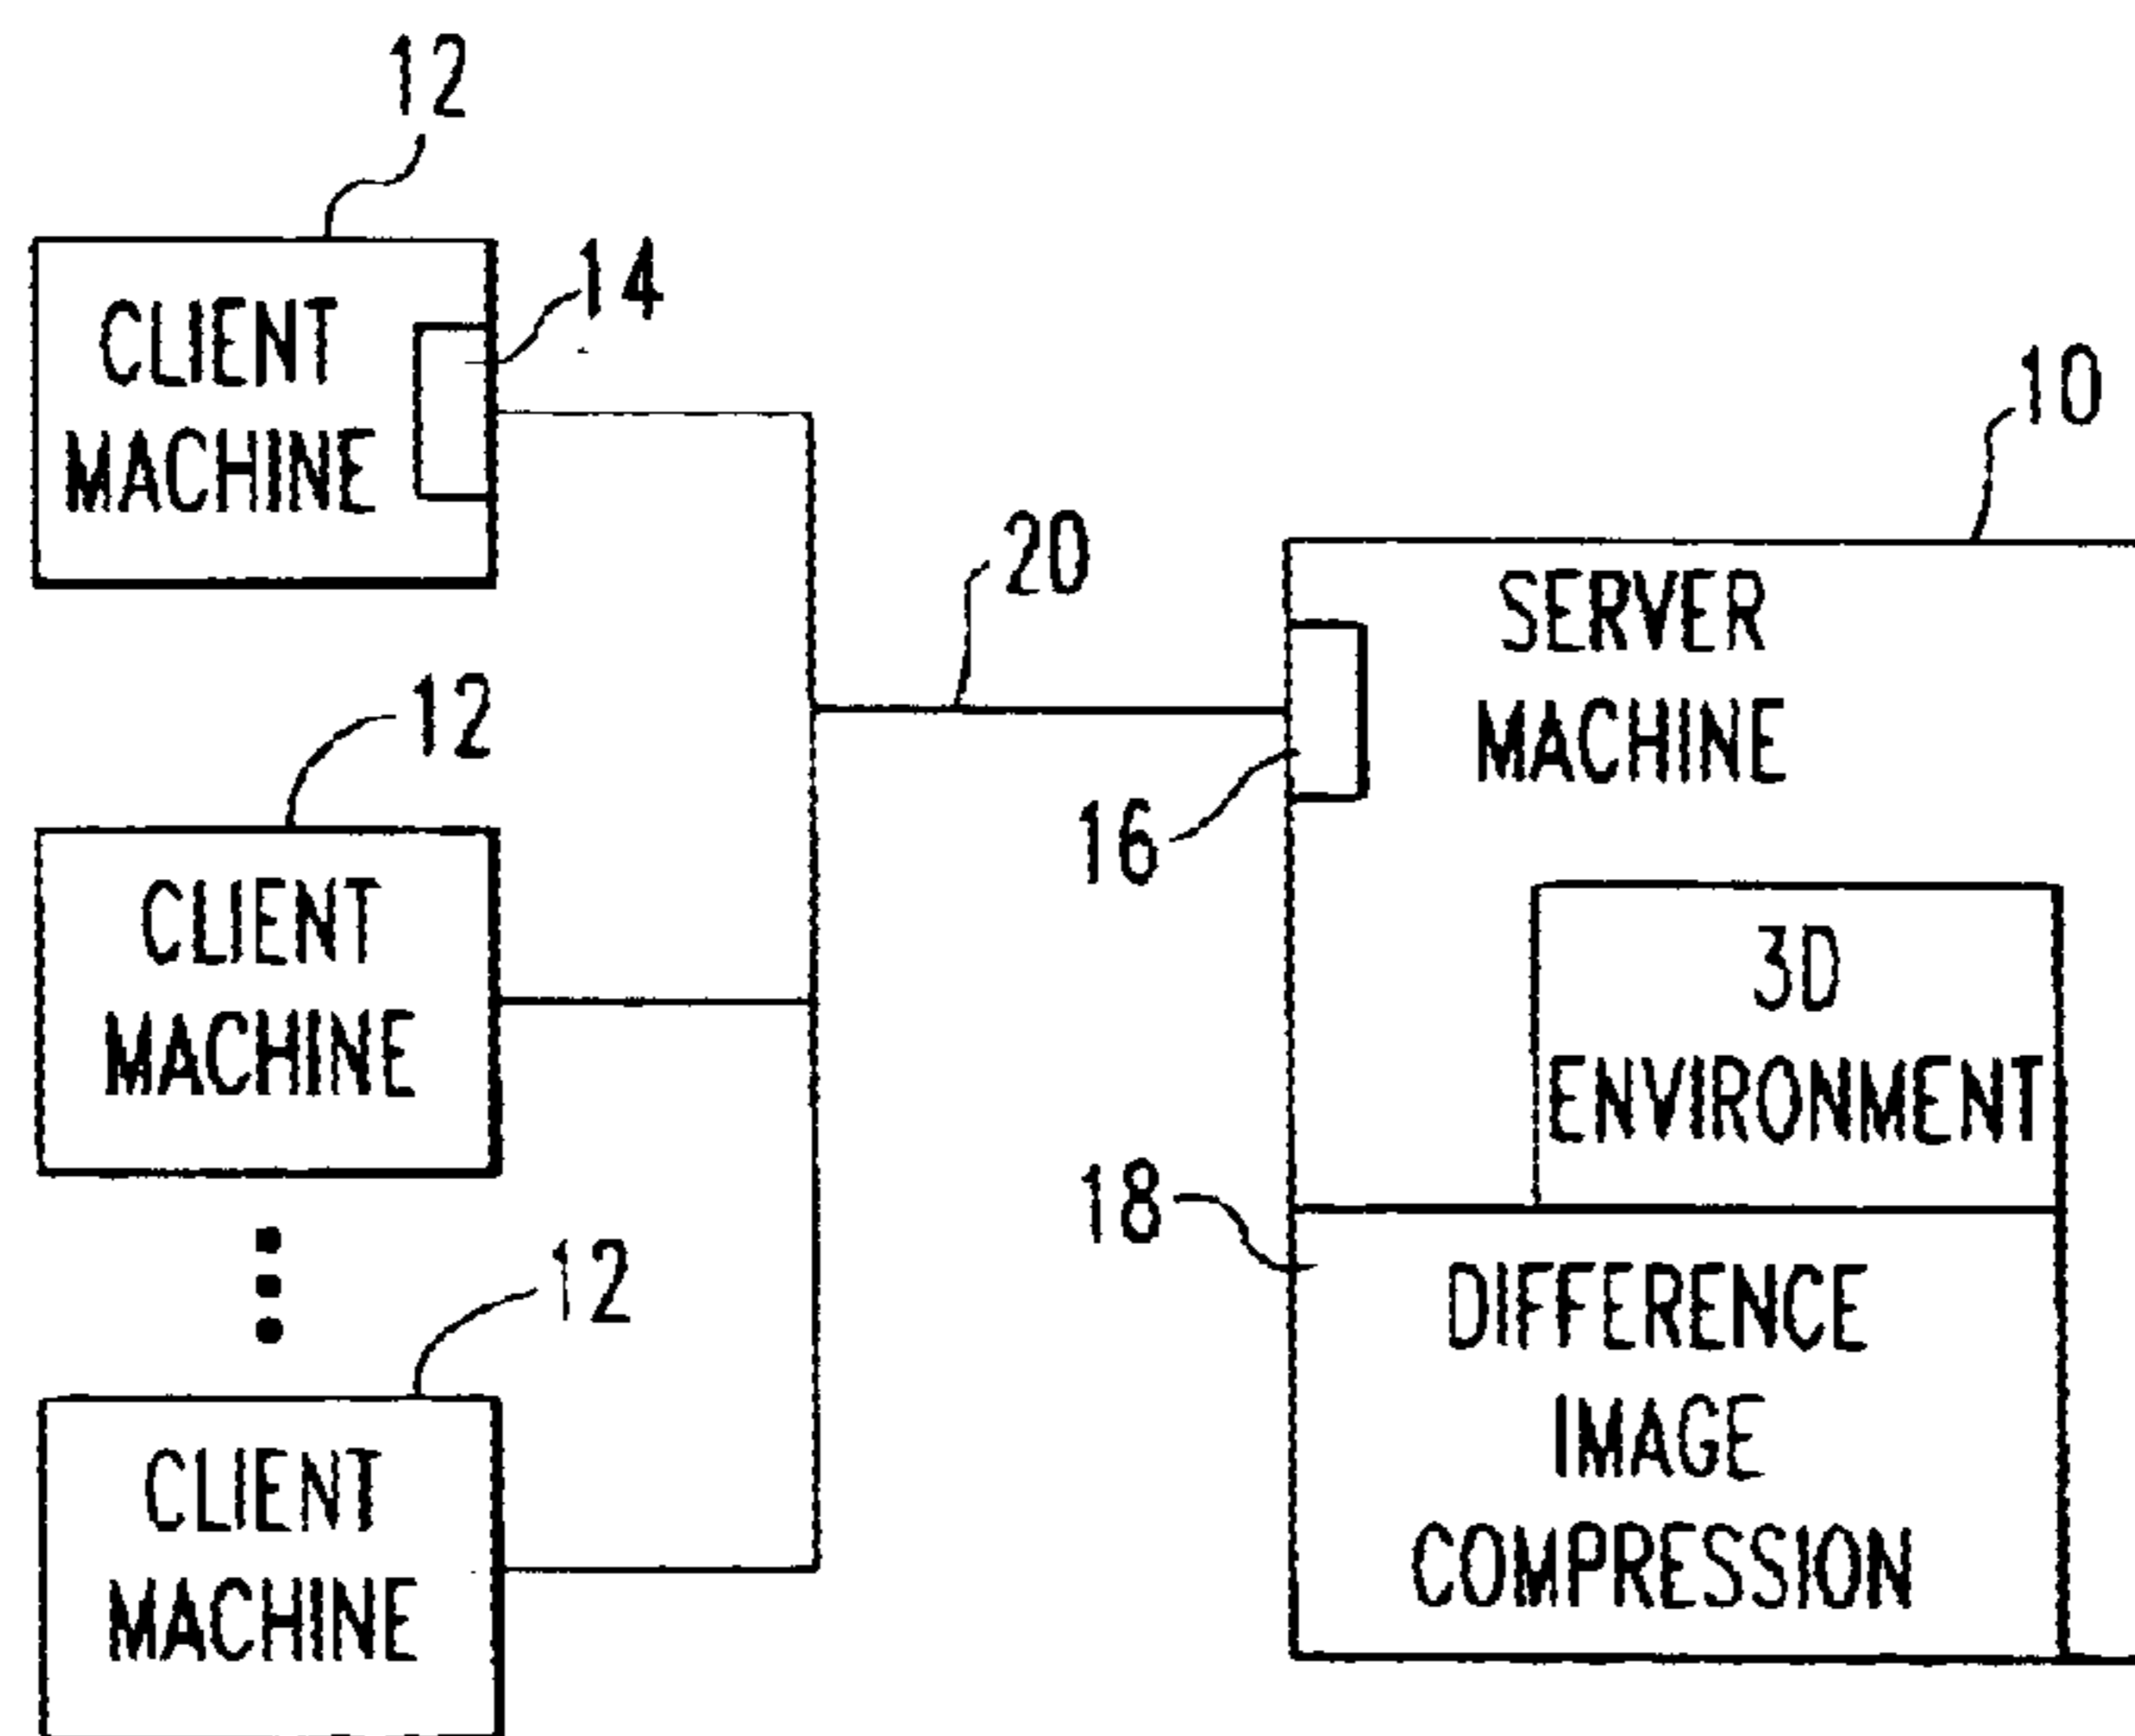 12
CLIENT
MACHINE
14
12
CLIENT
MACHINE
12
CLIENT
MACHINE
20
10
SERVER
MACHINE
16
3D
ENVIRONMENT
18
DIFFERENCE
IMAGE
COMPRESSION